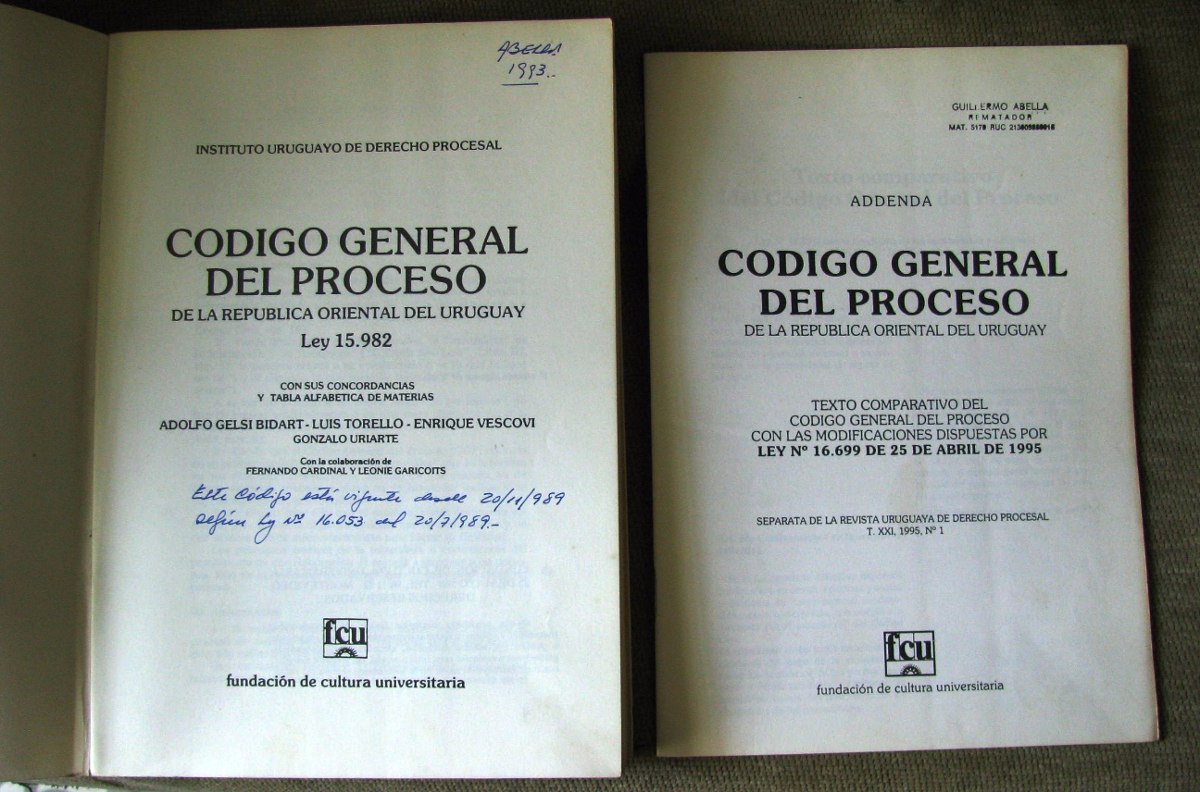 ABELLA
1993.-
INSTITUTO URUGUAYO DE DERECHO PROCESAL
CODIGO GENERAL
DEL PROCESO
DE LA REPUBLICA ORIENTAL DEL URUGUAY
Ley 15.982
CON SUS CONCORDANCIAS
Y TABLA ALFABETICA DE MATERIAS
ADOLFO GELSI BIDART - LUIS TORELLO - ENRIQUE VESCOVI
GONZALO URIARTE
Con la colaboración de
FERNANDO CARDINAL Y LEONIE GARICOITS
Este Código está vigente desde 20/11/989
según Ley Nº 16.053 del 20/7/989.-
fcu
fundación de cultura universitaria
GUILLERMO ABELLA
REMATADOR
MAT. 5179 RUC
ADDENDA
CODIGO GENERAL
DEL PROCESO
DE LA REPUBLICA ORIENTAL DEL URUGUAY
TEXTO COMPARATIVO DEL
CODIGO GENERAL DEL PROCESO
CON LAS MODIFICACIONES DISPUESTAS POR
LEY Nº 16.699 DE 25 DE ABRIL DE 1995
SEPARATA DE LA REVISTA URUGUAYA DE DERECHO PROCESAL
T. XXI, 1995, Nº 1
fcu
fundación de cultura universitaria